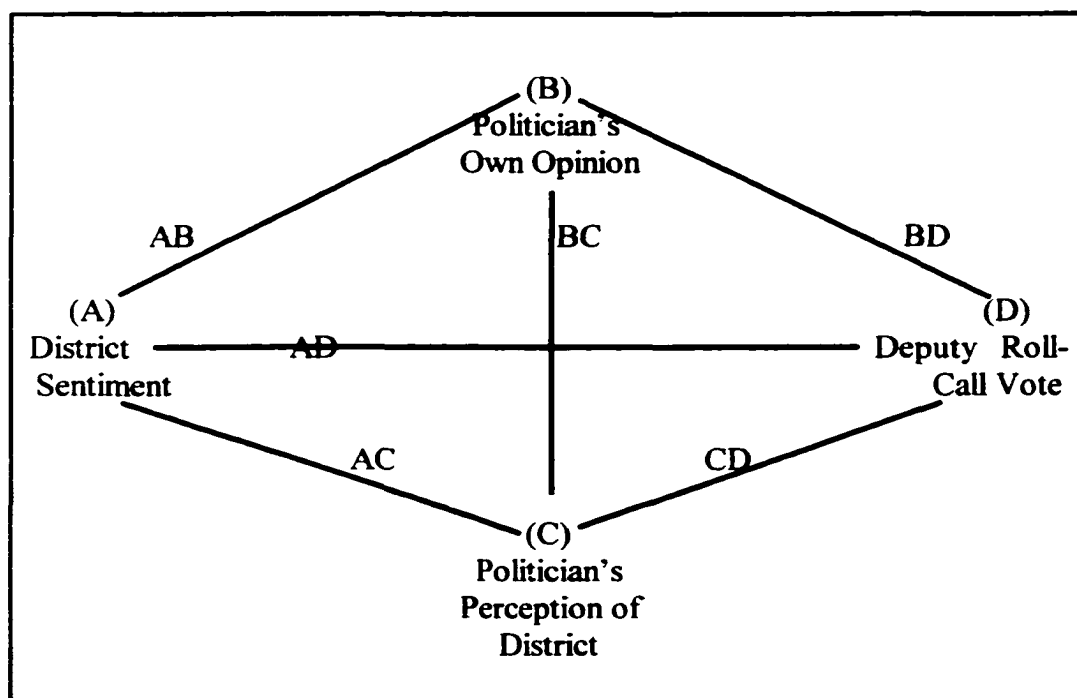 (B)
Politician's
Own Opinion
AB
BC
BD
(A)
District
Sentiment
AD
(D)
Deputy Roll-
Call Vote
AC
CD
(C)
Politician's
Perception of
District